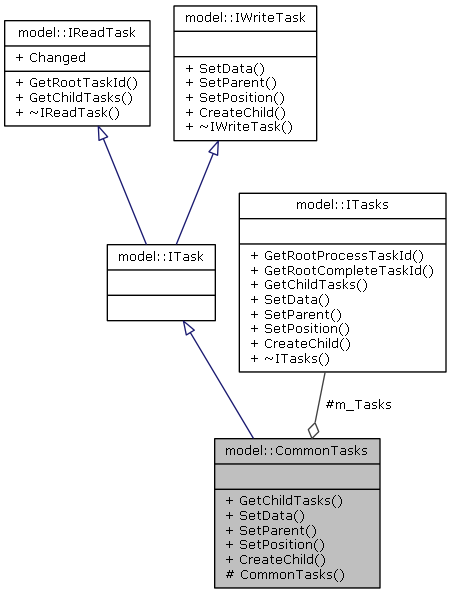 model::IReadTask
+ Changed
+ GetRootTaskId()
+ GetChildTasks()
+ ~IReadTask()
model::IWriteTask
+ SetData()
+ SetParent()
+ SetPosition()
+ CreateChild()
+ ~IWriteTask()
model::ITask
model::ITasks
+ GetRootProcessTaskId()
+ GetRootCompleteTaskId()
+ GetChildTasks()
+ SetData()
+ SetParent()
+ SetPosition()
+ CreateChild()
+ ~ITasks()
#m_Tasks
model::CommonTasks
+ GetChildTasks()
+ SetData()
+ SetParent()
+ SetPosition()
+ CreateChild()
# CommonTasks()